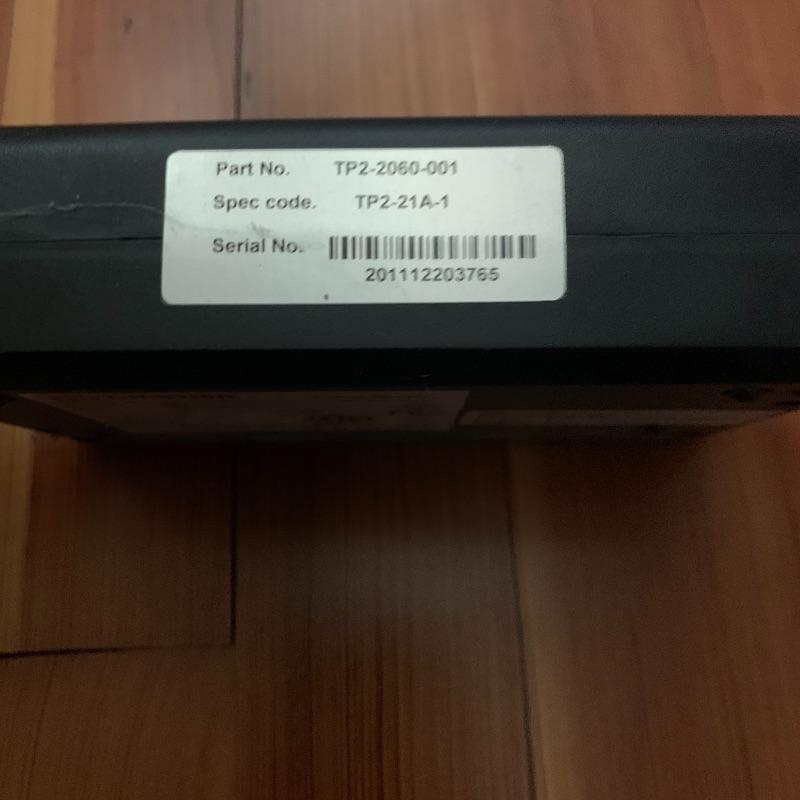 Part No. TP2-2060-001
Spec code. TP2-21A-1
Serial No.
201112203765